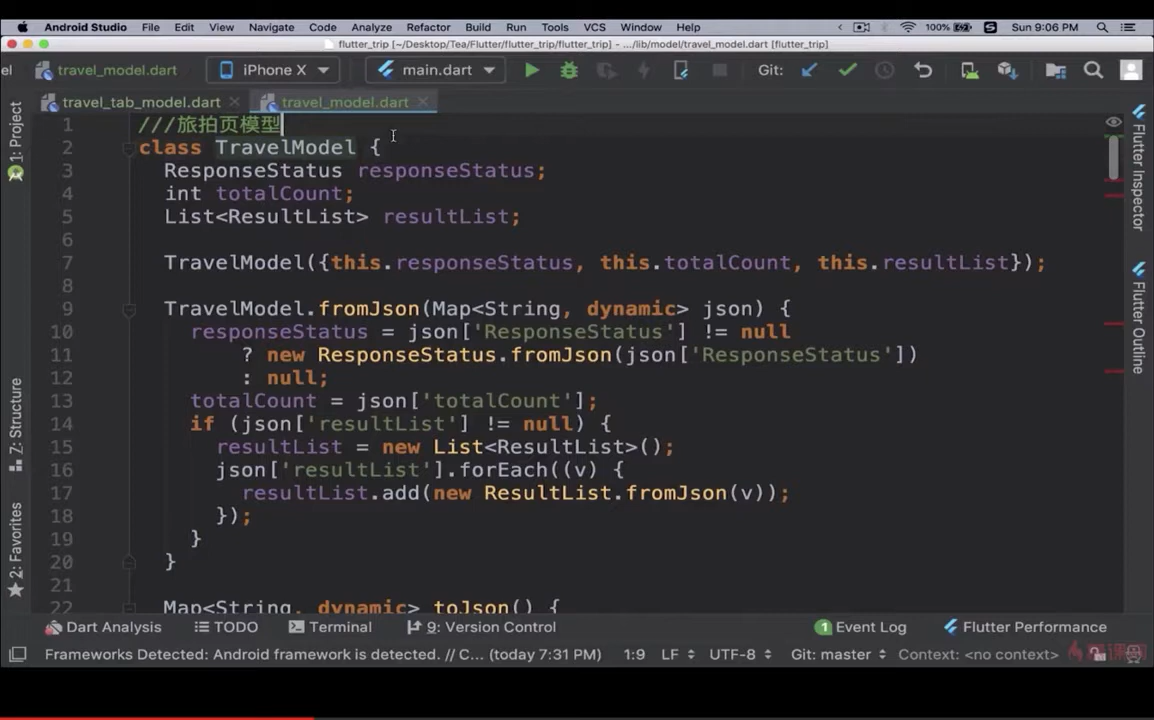 Android Studio File Edit View Navigate Code Analyze Refactor Build Run Tools VCS Window Help 100% Sun 9:06 PM
flutter_trip [~/Desktop/Tea/Flutter/flutter_trip/flutter_trip] - .../lib/model/travel_model.dart [flutter_trip]
el travel_model.dart iPhone X main.dart Git:
travel_tab_model.dart travel_model.dart
1 ///旅拍页模型
2 class TravelModel {
3 ResponseStatus responseStatus;
4 int totalCount;
5 List<ResultList> resultList;
6
7 TravelModel({this.responseStatus, this.totalCount, this.resultList});
8
9 TravelModel.fromJson(Map<String, dynamic> json) {
10 responseStatus = json['ResponseStatus'] != null
11 ? new ResponseStatus.fromJson(json['ResponseStatus'])
12 : null;
13 totalCount = json['totalCount'];
14 if (json['resultList'] != null) {
15 resultList = new List<ResultList>();
16 json['resultList'].forEach((v) {
17 resultList.add(new ResultList.fromJson(v));
18 });
19 }
20 }
21
22 Map<String, dynamic> toJson() {
1: Project
7: Structure
2: Favorites
Flutter Inspector
Flutter Outline
Dart Analysis TODO Terminal 9: Version Control 1 Event Log Flutter Performance
Frameworks Detected: Android framework is detected. // C... (today 7:31 PM) 1:9 LF UTF-8 Git: master Context: <no context>